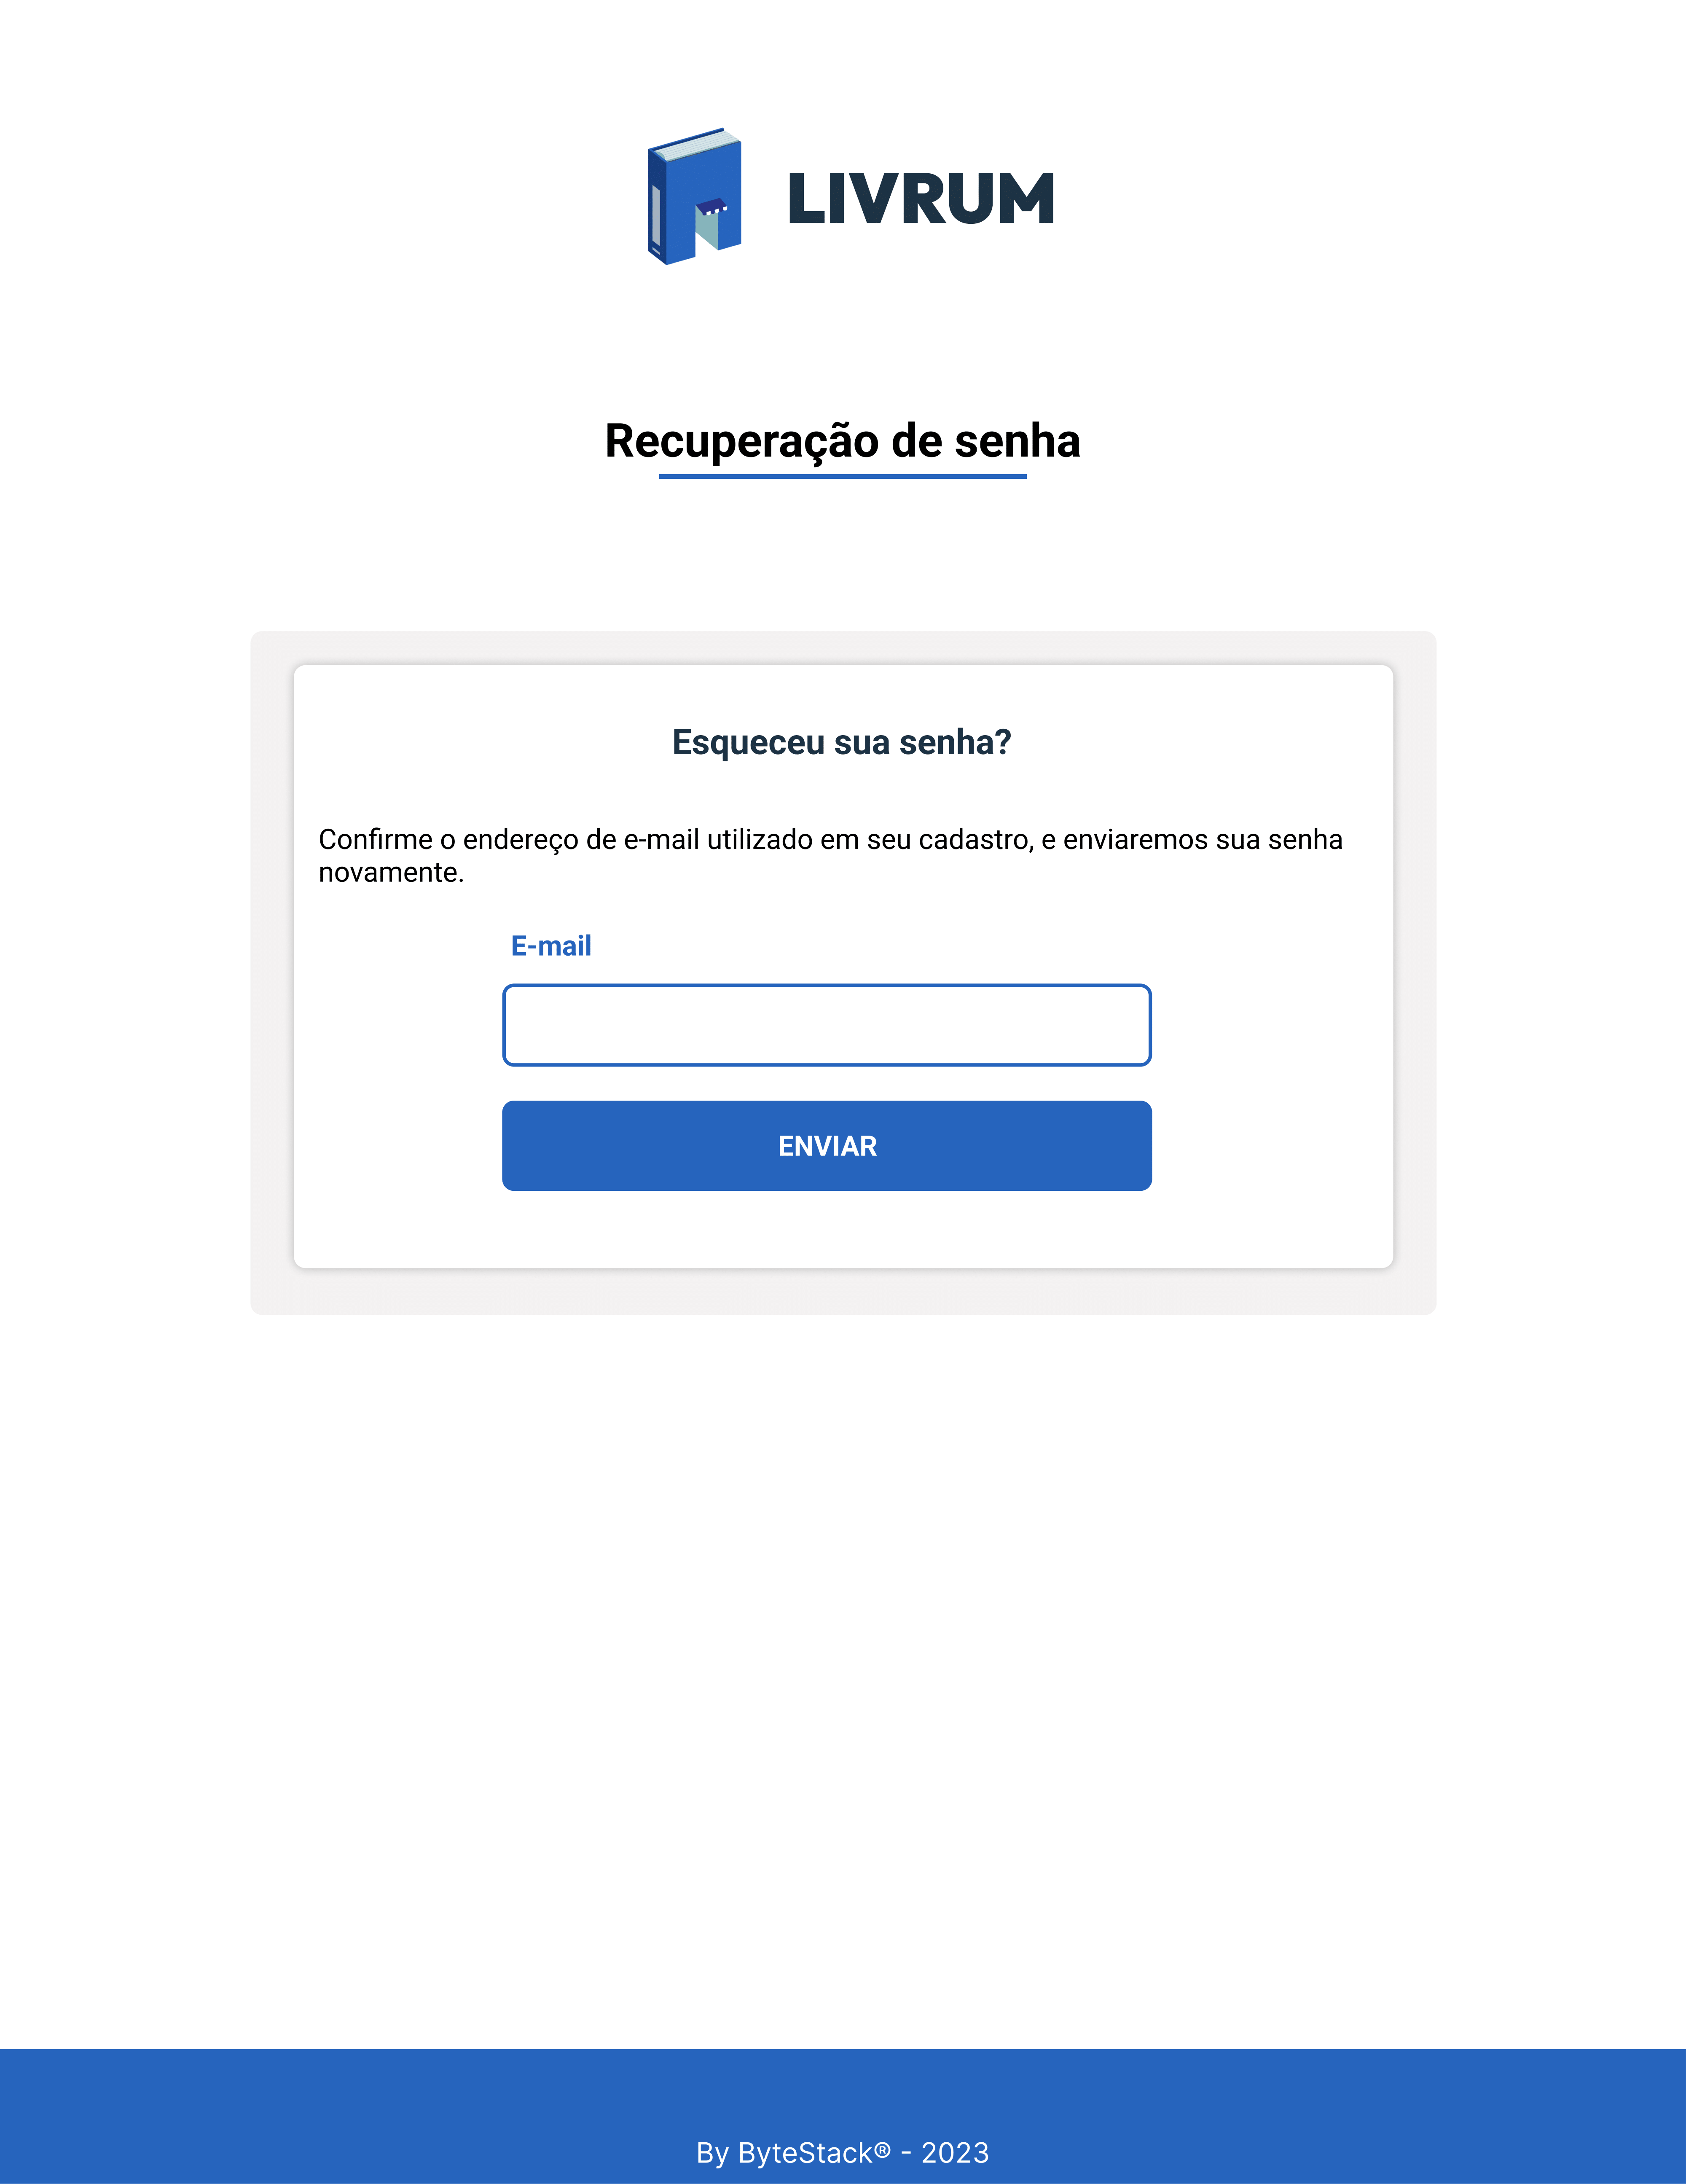 LIVRUM
Recuperação de senha
Esqueceu sua senha?
Confirme o endereço de e-mail utilizado em seu cadastro, e enviaremos sua senha
novamente.
E-mail
ENVIAR
By ByteStack® - 2023